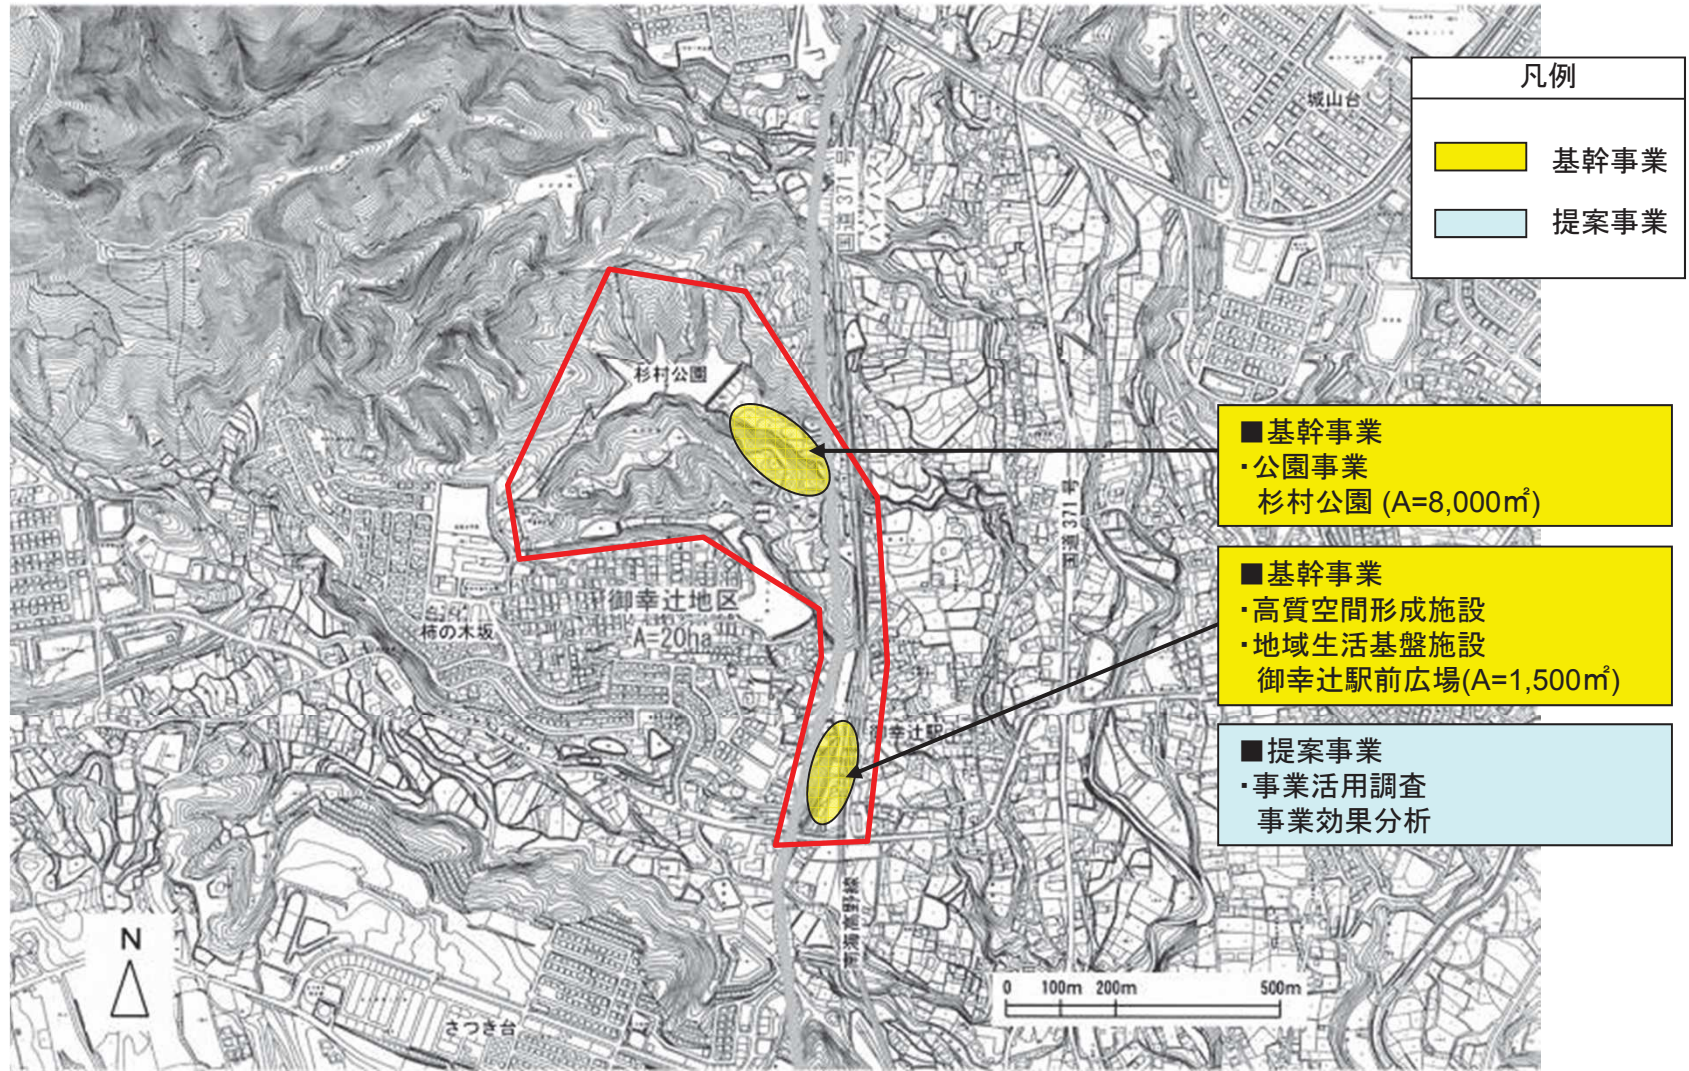 凡例
基幹事業
提案事業
城山台
国道371号
バイパス
杉村公園
■基幹事業
・公園事業
杉村公園 (A=8,000㎡)
国道371号
■基幹事業
・高質空間形成施設
・地域生活基盤施設
御幸辻駅前広場(A=1,500㎡)
御幸辻地区
A=20ha
柿の木坂
御幸辻駅
■提案事業
・事業活用調査
事業効果分析
南海高野線
N
0 100m 200m 500m
さつき台